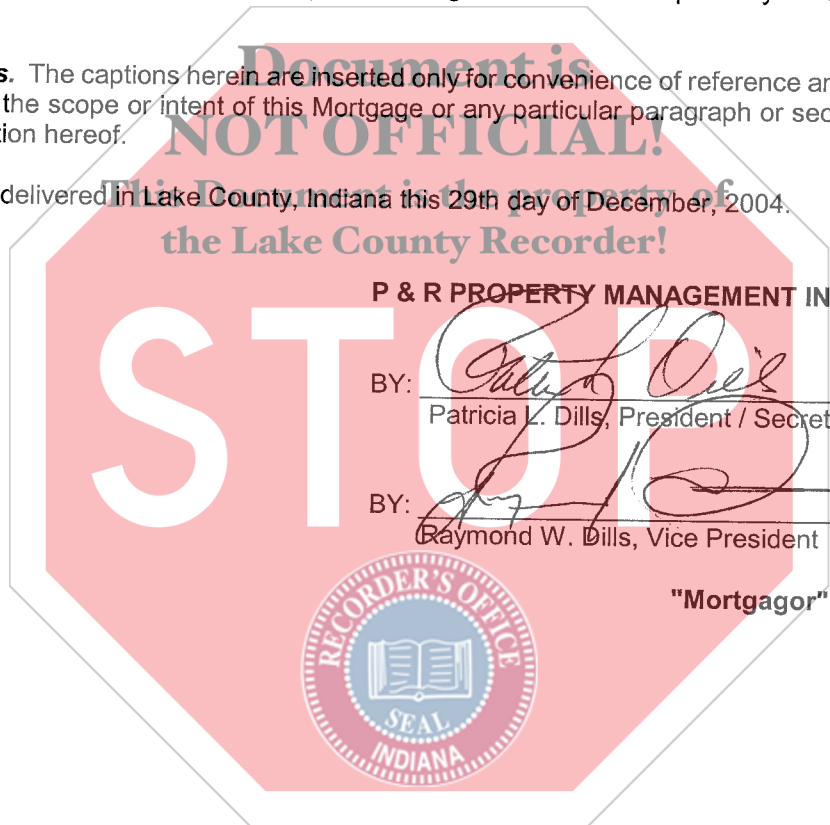 Document is
s. The captions herein are inserted only for convenience of reference ar
the scope or intent of this Mortgage or any particular paragraph or sec
NOT OFFICIAL!
tion hereof.
This Document is the property of
delivered in Lake County, Indiana this 29th day of December, 2004.
the Lake County Recorder!
P & R PROPERTY MANAGEMENT IN
STOP
BY:
Patricia L. Dills, President / Secret
BY:
Raymond W. Dills, Vice President
"Mortgagor"
RECORDER'S OFFICE
SEAL
INDIANA